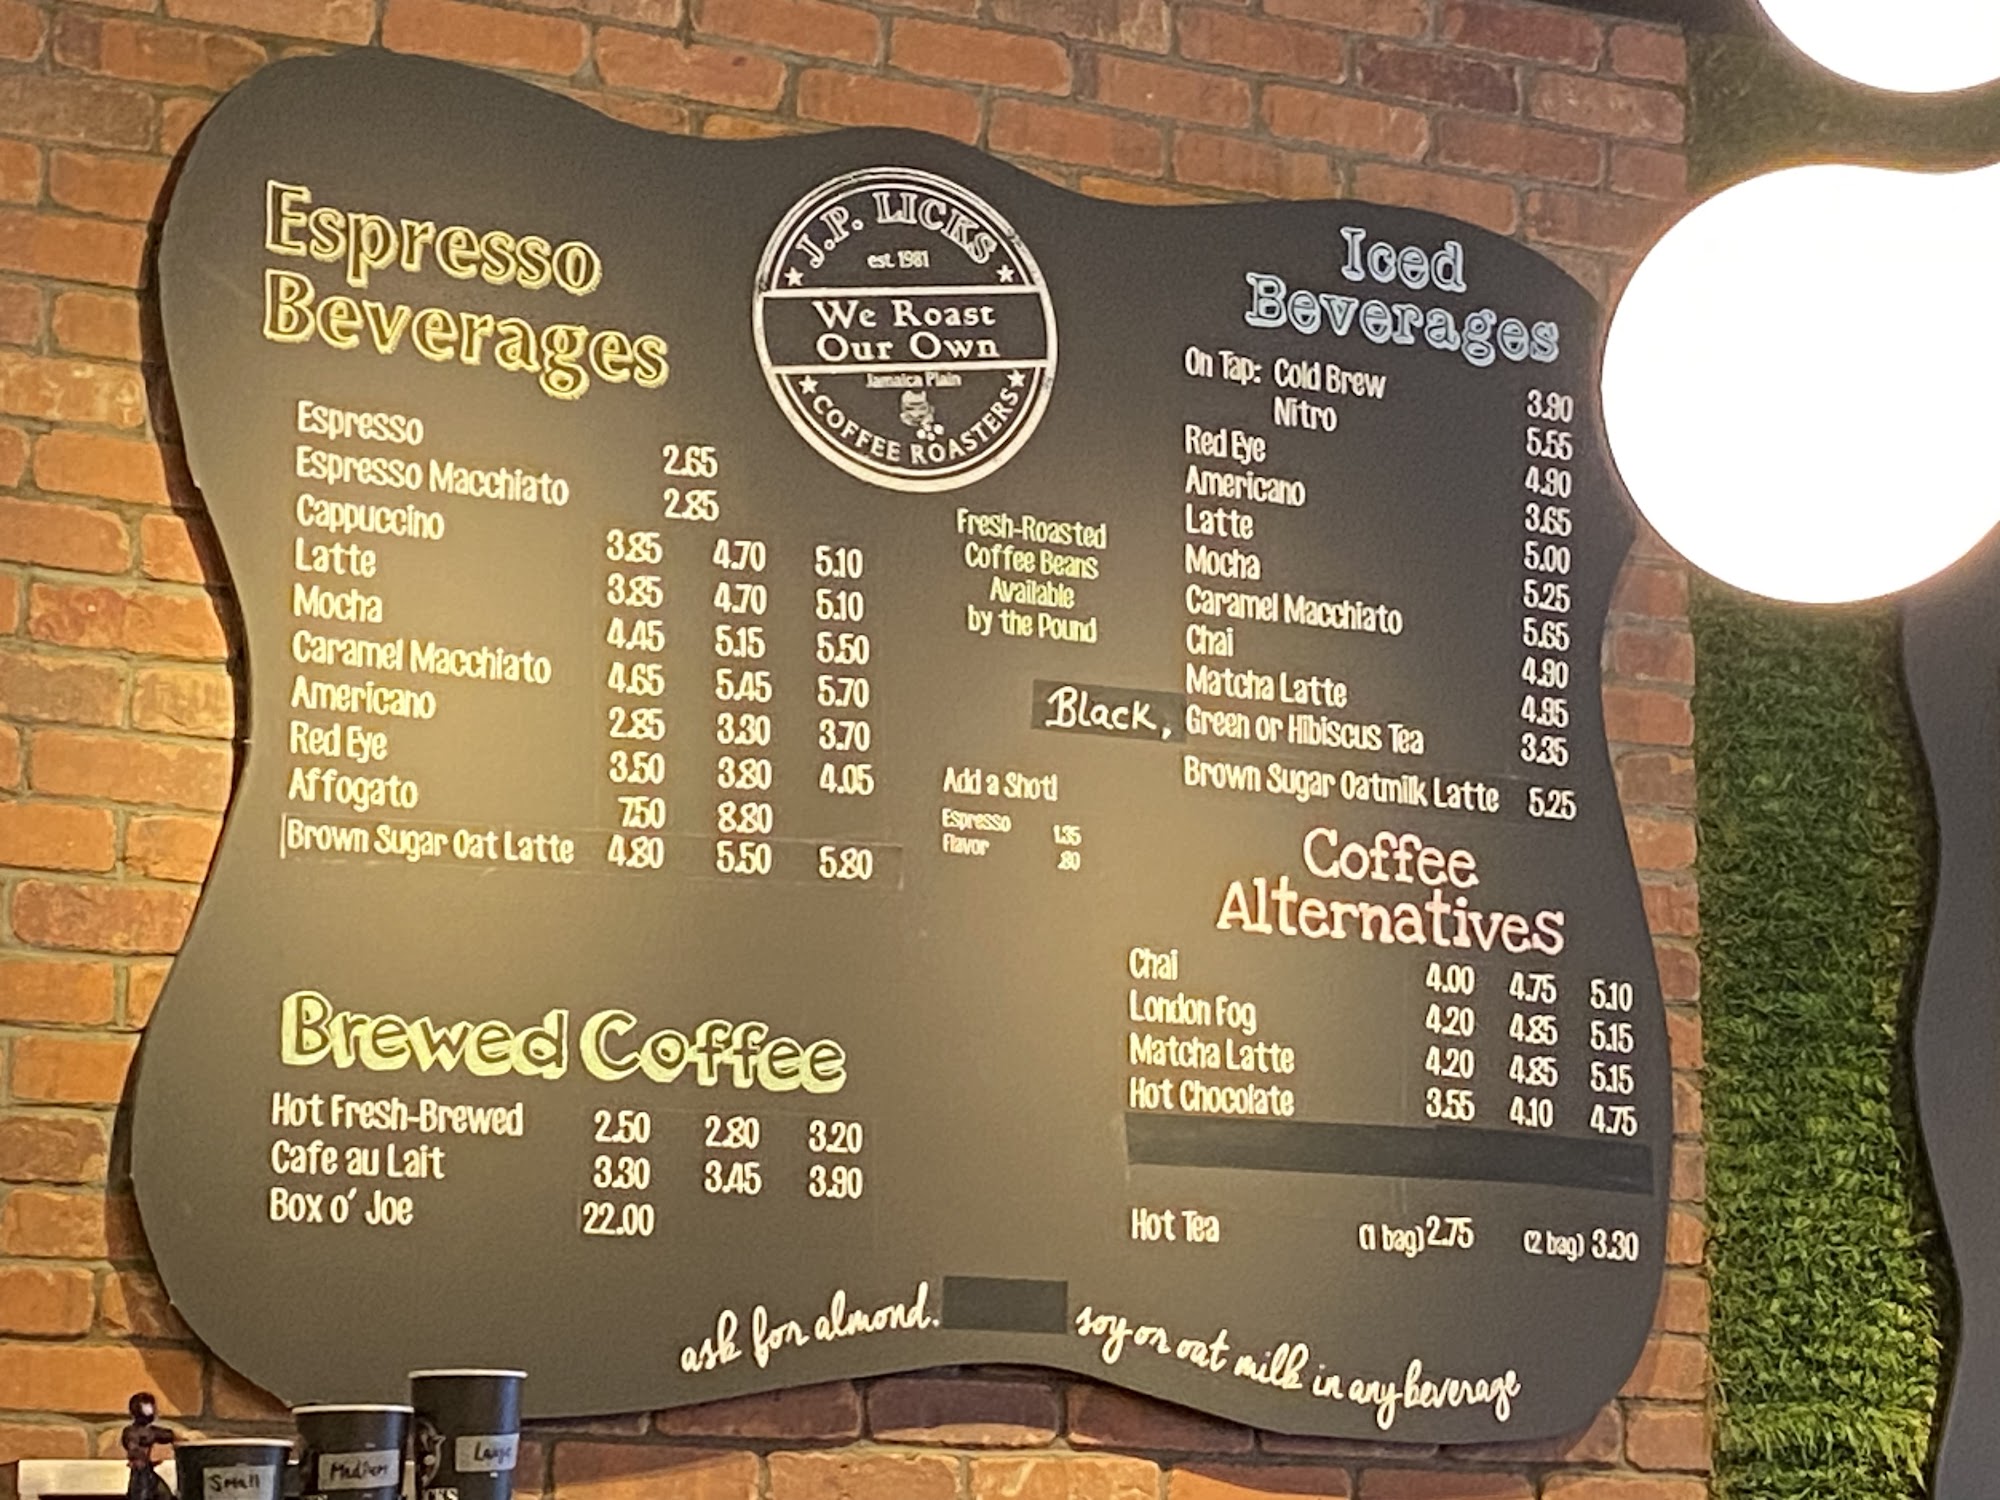 Espresso
Beverages
Espresso 2.65
Espresso Macchiato 2.85
Cappuccino 3.85 4.70 5.10
Latte 3.85 4.70 5.10
Mocha 4.45 5.15 5.50
Caramel Macchiato 4.65 5.45 5.70
Americano 2.85 3.30 3.70
Red Eye 3.50 3.80 4.05
Affogato 7.50 8.80
Brown Sugar Oat Latte 4.80 5.50 5.80
Brewed Coffee
Hot Fresh-Brewed 2.50 2.80 3.20
Cafe au Lait 3.30 3.45 3.90
Box o' Joe 22.00
J.P. LICKS
est. 1981
We Roast
Our Own
Jamaica Plain
COFFEE ROASTERS
Fresh-Roasted
Coffee Beans
Available
by the Pound
Add a Shot!
Espresso 1.35
Flavor .80
Iced
Beverages
On Tap: Cold Brew 3.90
Nitro 5.55
Red Eye 4.90
Americano 3.65
Latte 5.00
Mocha 5.25
Caramel Macchiato 5.65
Chai 4.90
Matcha Latte 4.95
Black, Green or Hibiscus Tea 3.35
Brown Sugar Oatmilk Latte 5.25
Coffee
Alternatives
Chai 4.00 4.75 5.10
London Fog 4.20 4.85 5.15
Matcha Latte 4.20 4.85 5.15
Hot Chocolate 3.55 4.10 4.75
Hot Tea (1 bag) 2.75 (2 bag) 3.30
ask for almond. soy or oat milk in any beverage
Small
Medium
Large